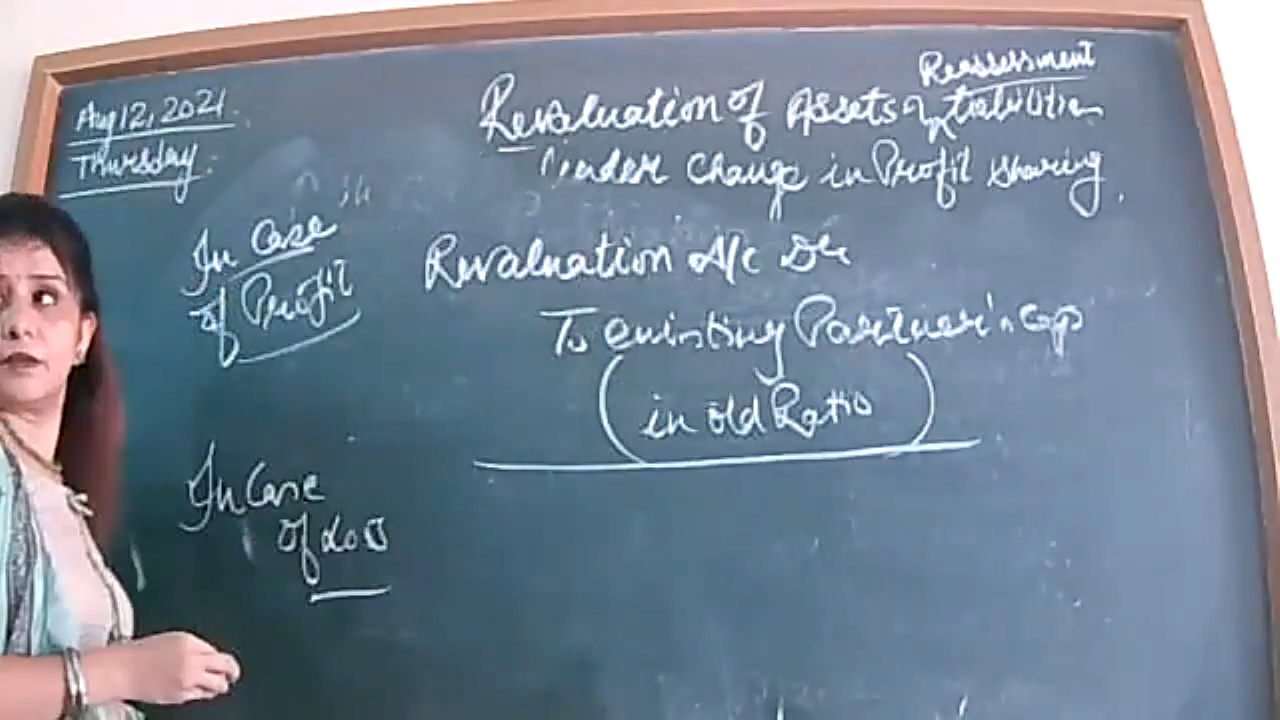 Aug 12, 2021
Thursday
Reassessment
Revaluation of Assets & Liabilities
Under Change in Profit sharing.
In Case
of Profit
Revaluation A/c Dr
To existing Partner's Cap
(in old Ratio)
In Case
of Loss